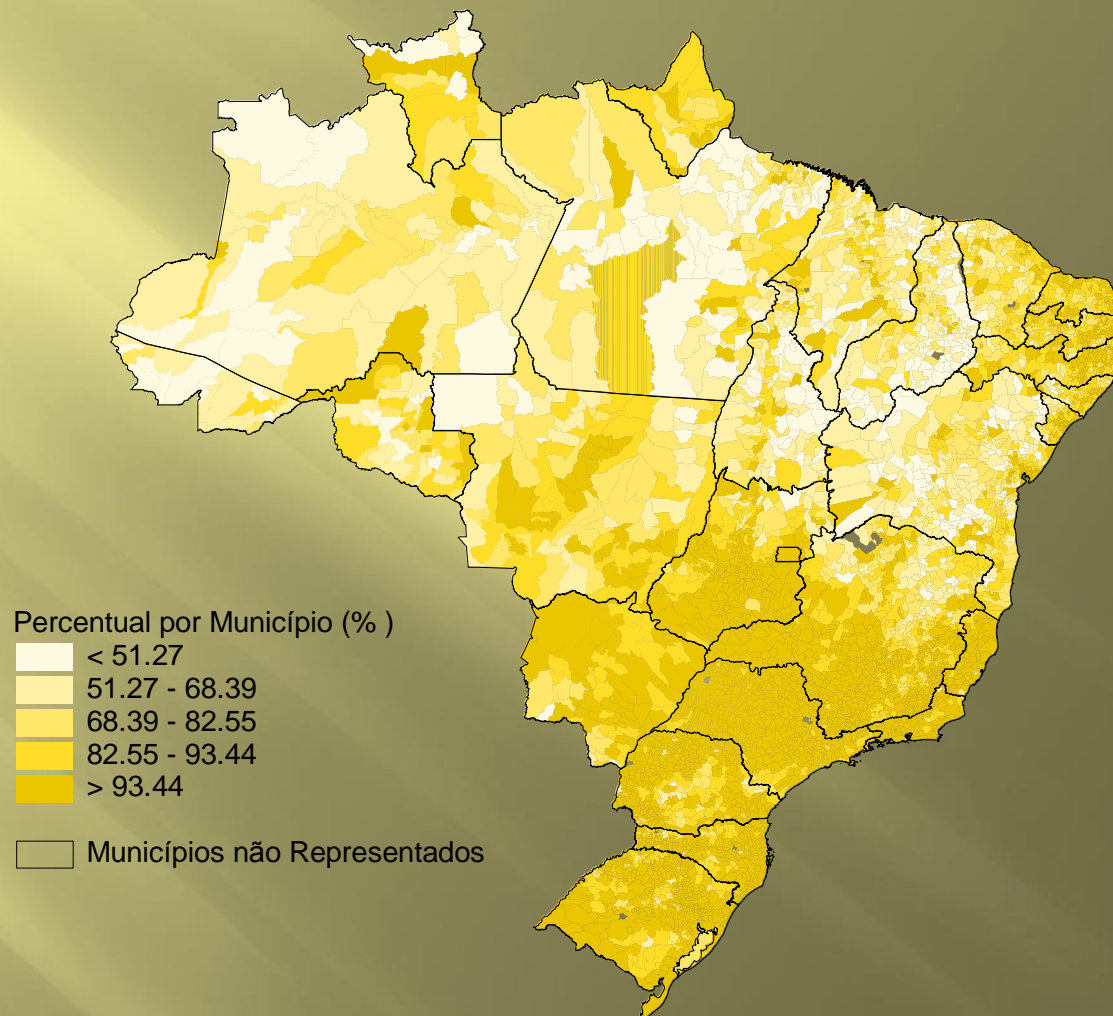 Percentual por Município (% )
< 51.27
51.27 - 68.39
68.39 - 82.55
82.55 - 93.44
> 93.44
Municípios não Representados